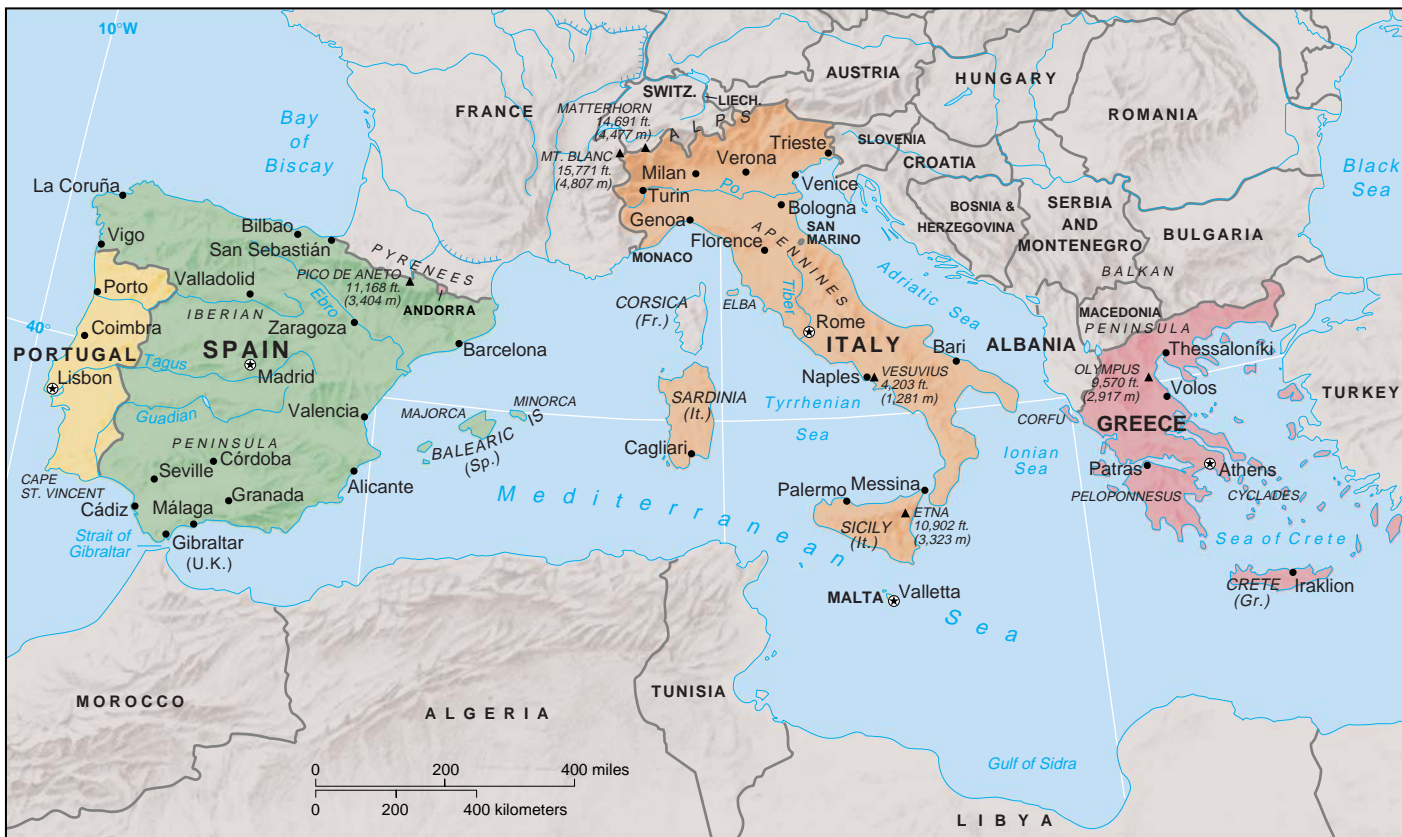 10°W
AUSTRIA
HUNGARY
ROMANIA
FRANCE
SWITZ.
LIECH.
MATTERHORN
14,691 ft.
(4,477 m)
ALPS
MT. BLANC
15,771 ft.
(4,807 m)
SLOVENIA
CROATIA
Bay
of
Biscay
Trieste
Verona
Milan
Venice
Turin
Po
Bologna
Genoa
Florence
SAN
MARINO
MONACO
APENNINES
BOSNIA &
HERZEGOVINA
SERBIA
AND
MONTENEGRO
BULGARIA
BALKAN
PENINSULA
MACEDONIA
Black
Sea
La Coruña
Vigo
Bilbao
San Sebastián
PYRENEES
PICO DE ANETO
11,168 ft.
(3,404 m)
ANDORRA
Valladolid
Ebro
Porto
IBERIAN
PENINSULA
Zaragoza
Coimbra
40°
PORTUGAL
SPAIN
Barcelona
Tagus
Madrid
Lisbon
Guadian
Valencia
Córdoba
Seville
Alicante
CAPE
ST. VINCENT
Cádiz
Málaga
Granada
Strait of
Gibraltar
Gibraltar
(U.K.)
MAJORCA
MINORCA
BALEARIC IS
(Sp.)
CORSICA
(Fr.)
ELBA
Tiber
Rome
ITALY
Adriatic Sea
Bari
Naples
VESUVIUS
4,203 ft.
(1,281 m)
SARDINIA
(It.)
Cagliari
Tyrrhenian
Sea
ALBANIA
CORFU
Ionian
Sea
Thessaloníki
OLYMPUS
9,570 ft.
(2,917 m)
Volos
TURKEY
GREECE
Patras
Athens
PELOPONNESUS
CYCLADES
Sea of Crete
CRETE
(Gr.)
Iraklion
Palermo
Messina
SICILY
(It.)
ETNA
10,902 ft.
(3,323 m)
MALTA
Valletta
Mediterranean Sea
MOROCCO
ALGERIA
TUNISIA
Gulf of Sidra
LIBYA
0 200 400 miles
0 200 400 kilometers